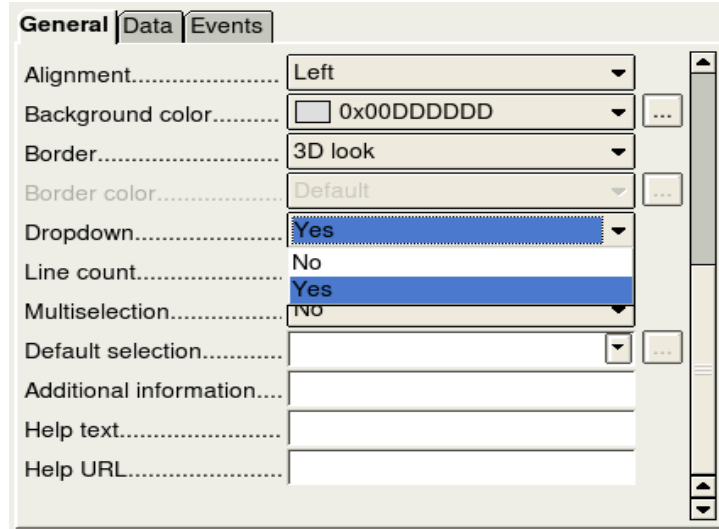 General Data Events
Alignment..................... Left
Background color.......... 0x00DDDDDD ...
Border.......................... 3D look
Border color.................. Default ...
Dropdown..................... Yes
No
Line count.....................
Yes
Multiselection................ No
Default selection............ ...
Additional information....
Help text.......................
Help URL......................